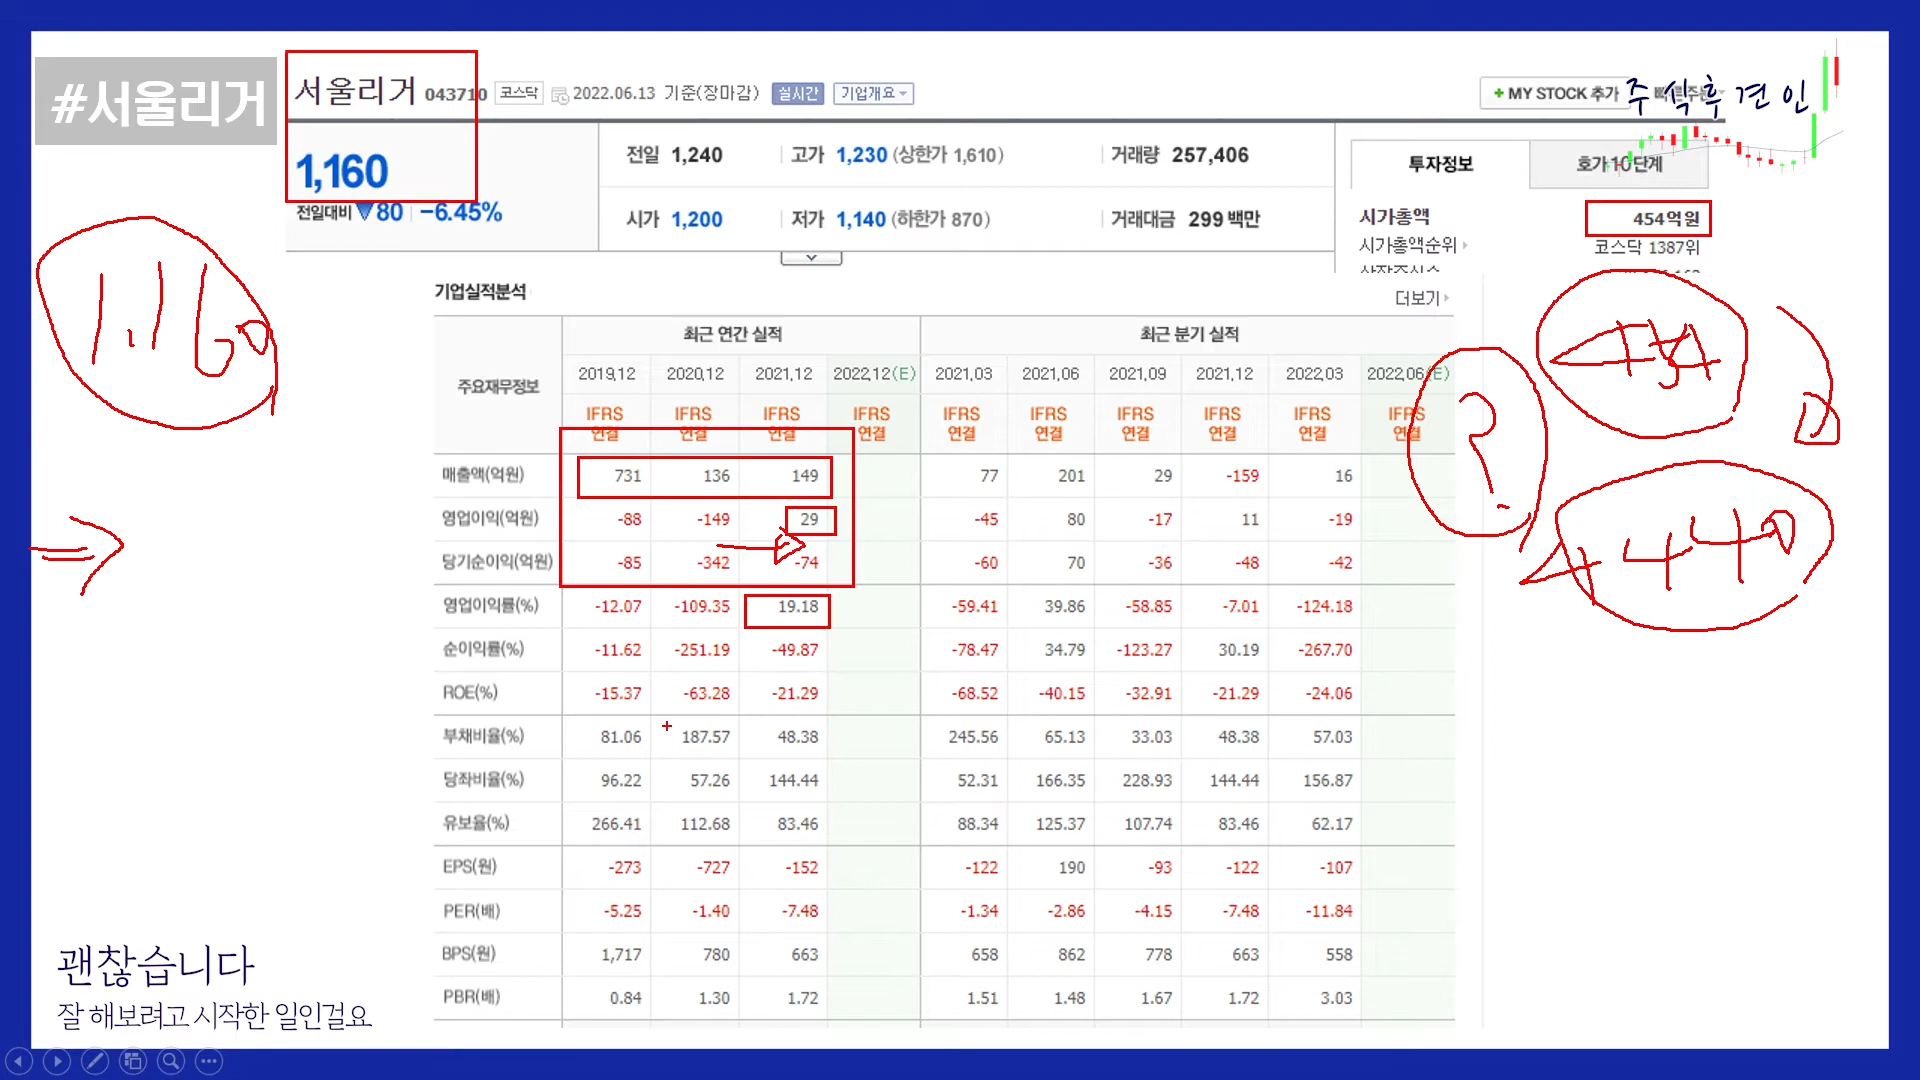 #서울리거
서울리거 043710 코스닥 2022.06.13 기준(장마감) 실시간 기업개요
+ MY STOCK 추가
주식후견인
1,160
전일대비 ▼80 -6.45%
전일 1,240 고가 1,230 (상한가 1,610) 거래량 257,406
시가 1,200 저가 1,140 (하한가 870) 거래대금 299 백만
투자정보 호가 10단계
시가총액 454억원
시가총액순위 코스닥 1387위
1.160
454
?
4440
기업실적분석 더보기
주요재무정보 최근 연간 실적 최근 분기 실적
2019.12 2020.12 2021.12 2022.12(E) 2021.03 2021.06 2021.09 2021.12 2022.03 2022.06(E)
IFRS IFRS IFRS IFRS IFRS IFRS IFRS IFRS IFRS IFRS
연결 연결 연결 연결 연결 연결 연결 연결 연결 연결
매출액(억원) 731 136 149 77 201 29 -159 16
영업이익(억원) -88 -149 29 -45 80 -17 11 -19
당기순이익(억원) -85 -342 -74 -60 70 -36 -48 -42
영업이익률(%) -12.07 -109.35 19.18 -59.41 39.86 -58.85 -7.01 -124.18
순이익률(%) -11.62 -251.19 -49.87 -78.47 34.79 -123.27 30.19 -267.70
ROE(%) -15.37 -63.28 -21.29 -68.52 -40.15 -32.91 -21.29 -24.06
부채비율(%) 81.06 187.57 48.38 245.56 65.13 33.03 48.38 57.03
당좌비율(%) 96.22 57.26 144.44 52.31 166.35 228.93 144.44 156.87
유보율(%) 266.41 112.68 83.46 88.34 125.37 107.74 83.46 62.17
EPS(원) -273 -727 -152 -122 190 -93 -122 -107
PER(배) -5.25 -1.40 -7.48 -1.34 -2.86 -4.15 -7.48 -11.84
BPS(원) 1,717 780 663 658 862 778 663 558
PBR(배) 0.84 1.30 1.72 1.51 1.48 1.67 1.72 3.03
괜찮습니다
잘 해보려고 시작한 일인걸요